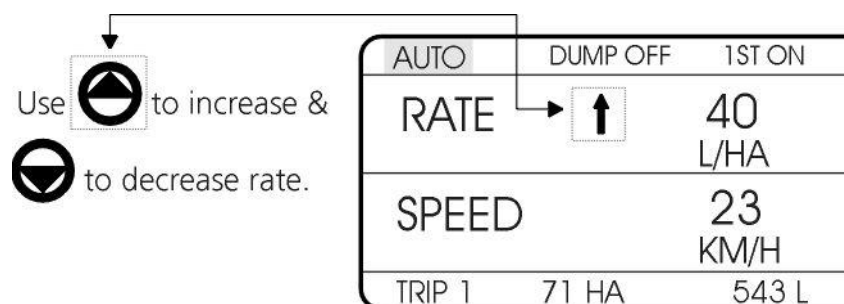 Use to increase &
to decrease rate.
AUTO DUMP OFF 1ST ON
RATE 40
L/HA
SPEED 23
KM/H
TRIP 1 71 HA 543 L